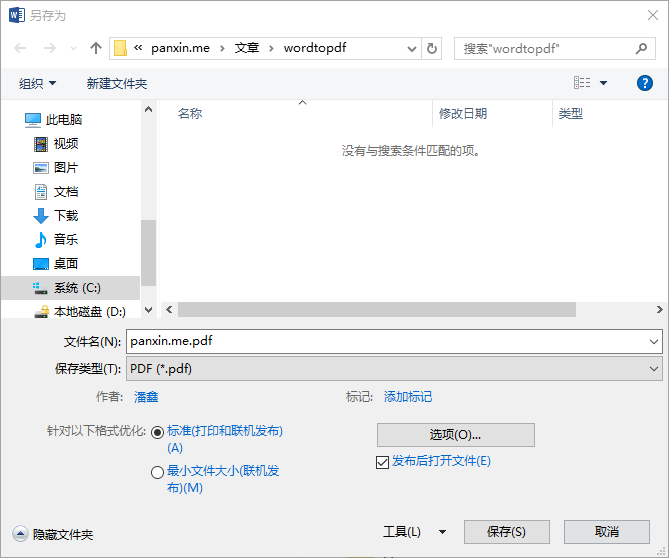 另存为
« panxin.me › 文章 › wordtopdf
搜索"wordtopdf"
组织
新建文件夹
?
此电脑
视频
图片
文档
下载
音乐
桌面
系统 (C:)
本地磁盘 (D:)
名称
修改日期
类型
没有与搜索条件匹配的项。
文件名(N):
panxin.me.pdf
保存类型(T):
PDF (*.pdf)
作者:
潘鑫
标记:
添加标记
针对以下格式优化:
标准(打印和联机发布)
(A)
最小文件大小(联机发
布)(M)
选项(O)...
发布后打开文件(E)
隐藏文件夹
工具(L)
保存(S)
取消